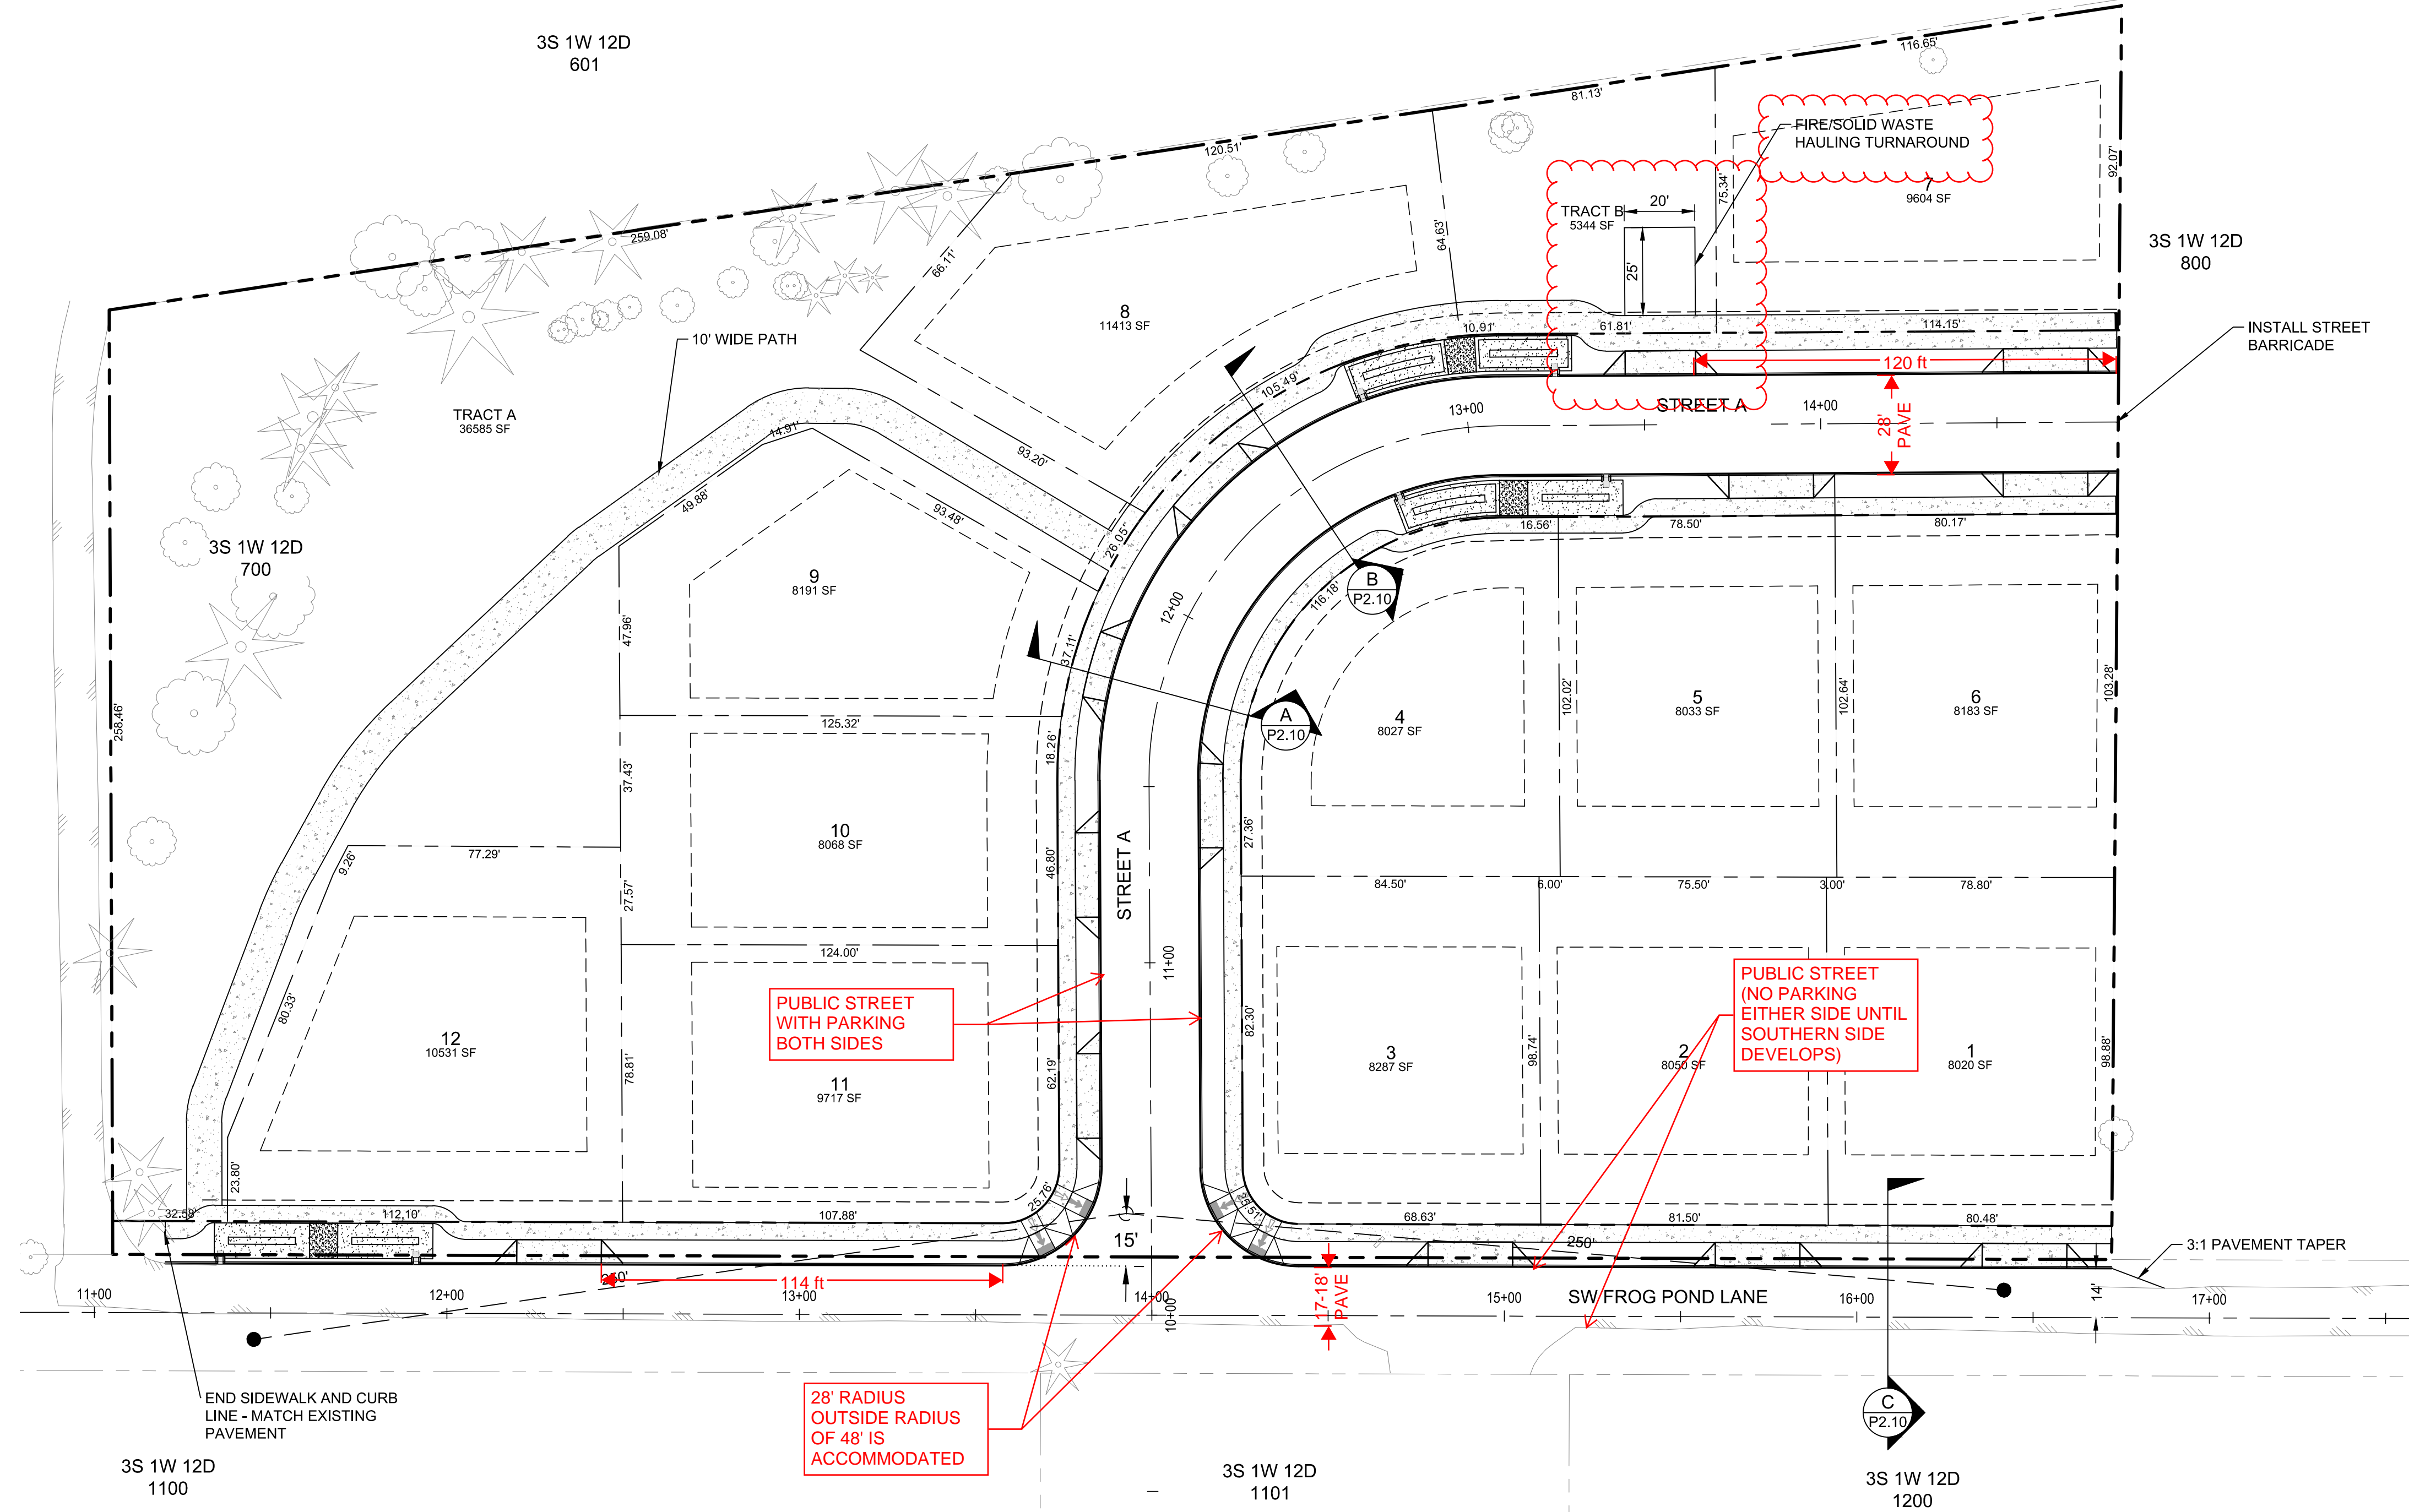 3S 1W 12D
601
116.65'
81.13'
120.51'
259.08'
FIRE/SOLID WASTE
HAULING TURNAROUND
7
9604 SF
92.07'
75.34'
TRACT B
5344 SF
20'
25'
64.63'
66.11'
3S 1W 12D
800
8
11413 SF
10' WIDE PATH
10.91'
61.81'
114.15'
INSTALL STREET
BARRICADE
120 ft
TRACT A
36585 SF
105.49'
13+00
STREET A
14+00
28'
PAVE
14.91'
93.20'
49.88'
93.48'
26.05'
16.56'
78.50'
80.17'
3S 1W 12D
700
9
8191 SF
B
P2.10
12+00
116.18'
47.96'
37.11'
258.46'
125.32'
A
P2.10
4
8027 SF
102.02'
5
8033 SF
102.64'
6
8183 SF
103.28'
18.26'
37.43'
10
8068 SF
27.36'
77.29'
9.26'
46.80'
STREET A
27.57'
84.50'
6.00'
75.50'
3.00'
78.80'
124.00'
11+00
PUBLIC STREET
WITH PARKING
BOTH SIDES
PUBLIC STREET
(NO PARKING
EITHER SIDE UNTIL
SOUTHERN SIDE
DEVELOPS)
80.33'
82.30'
12
10531 SF
78.81'
62.19'
11
9717 SF
3
8287 SF
98.74'
2
8050 SF
1
8020 SF
98.88'
23.80'
25.76'
25.51'
32.58'
112.10'
107.88'
68.63'
81.50'
80.48'
15'
250'
250'
3:1 PAVEMENT TAPER
114 ft
17-18'
PAVE
14'
11+00
12+00
13+00
14+00
10+00
15+00
SW FROG POND LANE
16+00
17+00
END SIDEWALK AND CURB
LINE - MATCH EXISTING
PAVEMENT
28' RADIUS
OUTSIDE RADIUS
OF 48' IS
ACCOMMODATED
C
P2.10
3S 1W 12D
1100
3S 1W 12D
1101
3S 1W 12D
1200